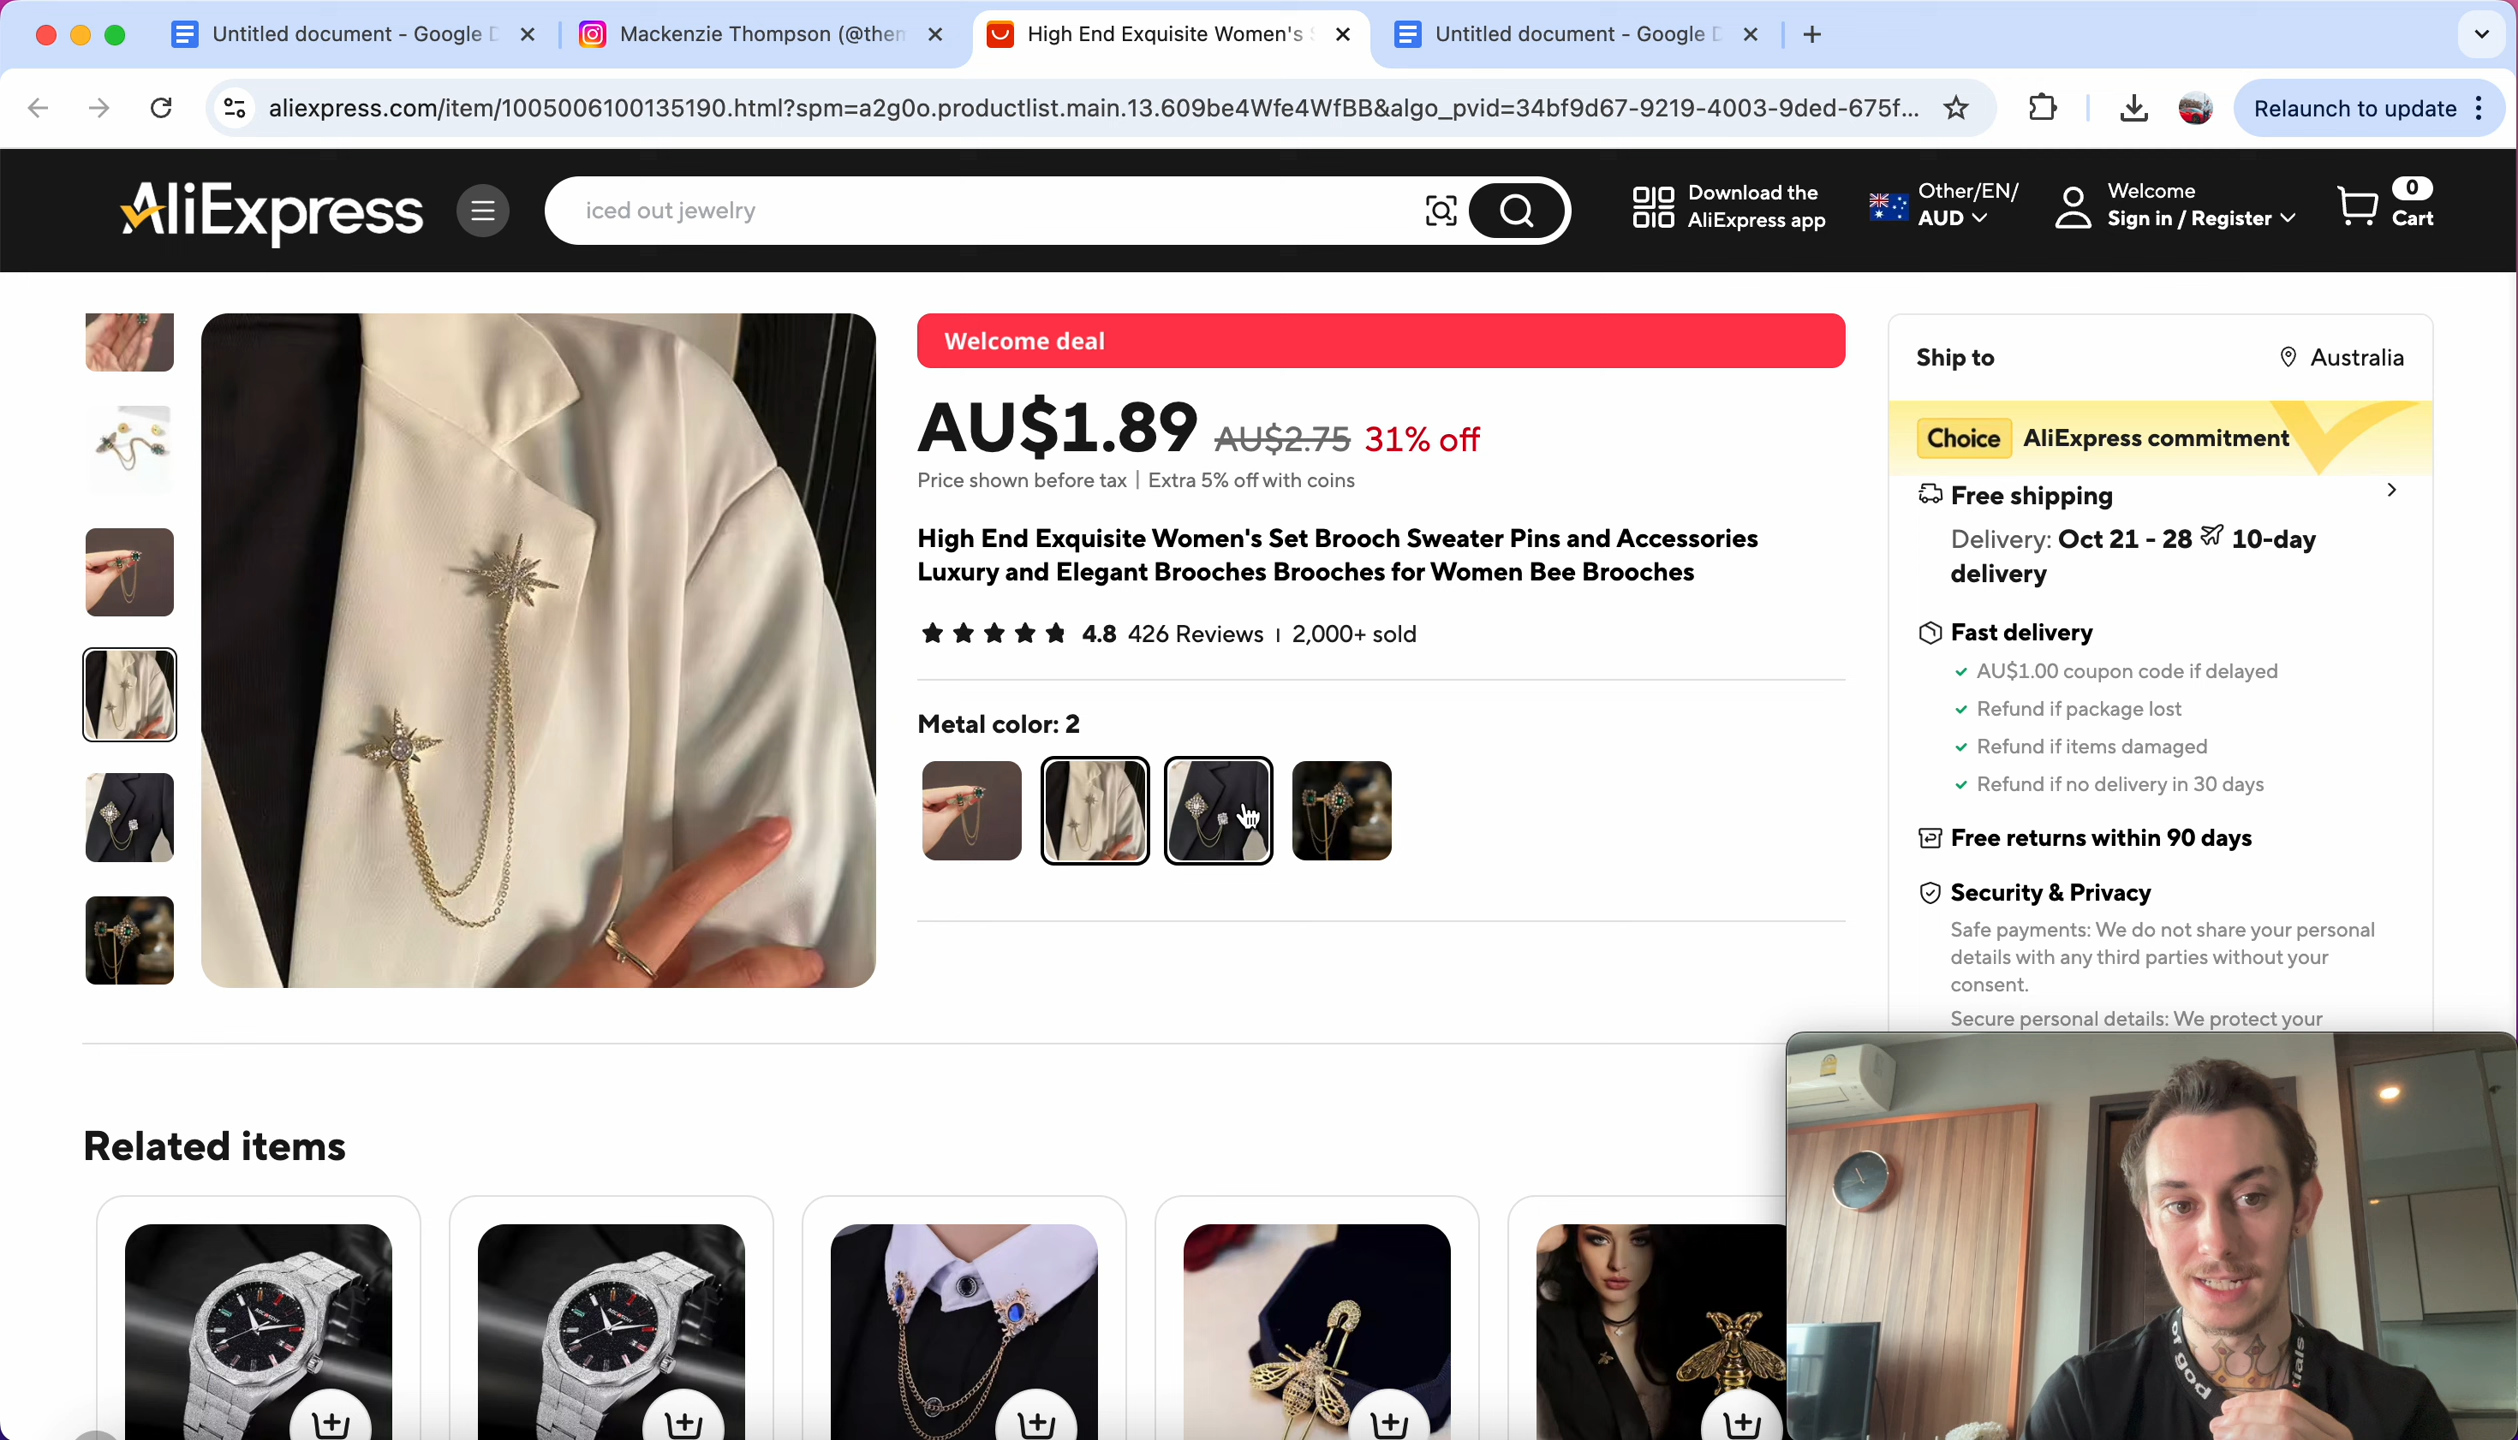 Untitled document - Google D
Mackenzie Thompson (@then
High End Exquisite Women's S
Untitled document - Google D
aliexpress.com/item/1005006100135190.html?spm=a2g0o.productlist.main.13.609be4Wfe4WfBB&algo_pvid=34bf9d67-9219-4003-9ded-675f...
Relaunch to update
AliExpress
iced out jewelry
Download the
AliExpress app
Other/EN/
AUD
Welcome
Sign in / Register
0
Cart
Welcome deal
AU$1.89 AU$2.75 31% off
Price shown before tax | Extra 5% off with coins
High End Exquisite Women's Set Brooch Sweater Pins and Accessories
Luxury and Elegant Brooches Brooches for Women Bee Brooches
4.8 426 Reviews | 2,000+ sold
Metal color: 2
Ship to
Australia
Choice AliExpress commitment
Free shipping
Delivery: Oct 21 - 28 10-day
delivery
Fast delivery
AU$1.00 coupon code if delayed
Refund if package lost
Refund if items damaged
Refund if no delivery in 30 days
Free returns within 90 days
Security & Privacy
Safe payments: We do not share your personal
details with any third parties without your
consent.
Secure personal details: We protect your
Related items
or god